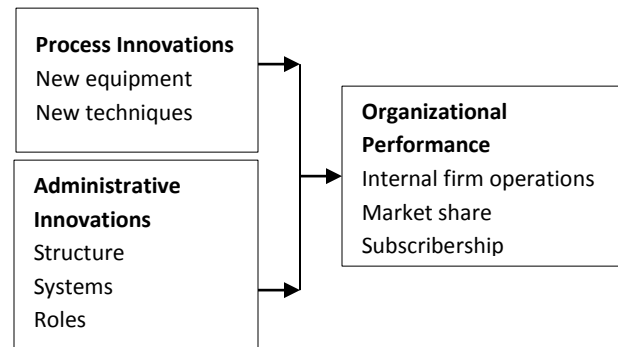 Process Innovations
New equipment
New techniques
Administrative
Innovations
Structure
Systems
Roles
Organizational
Performance
Internal firm operations
Market share
Subscribership